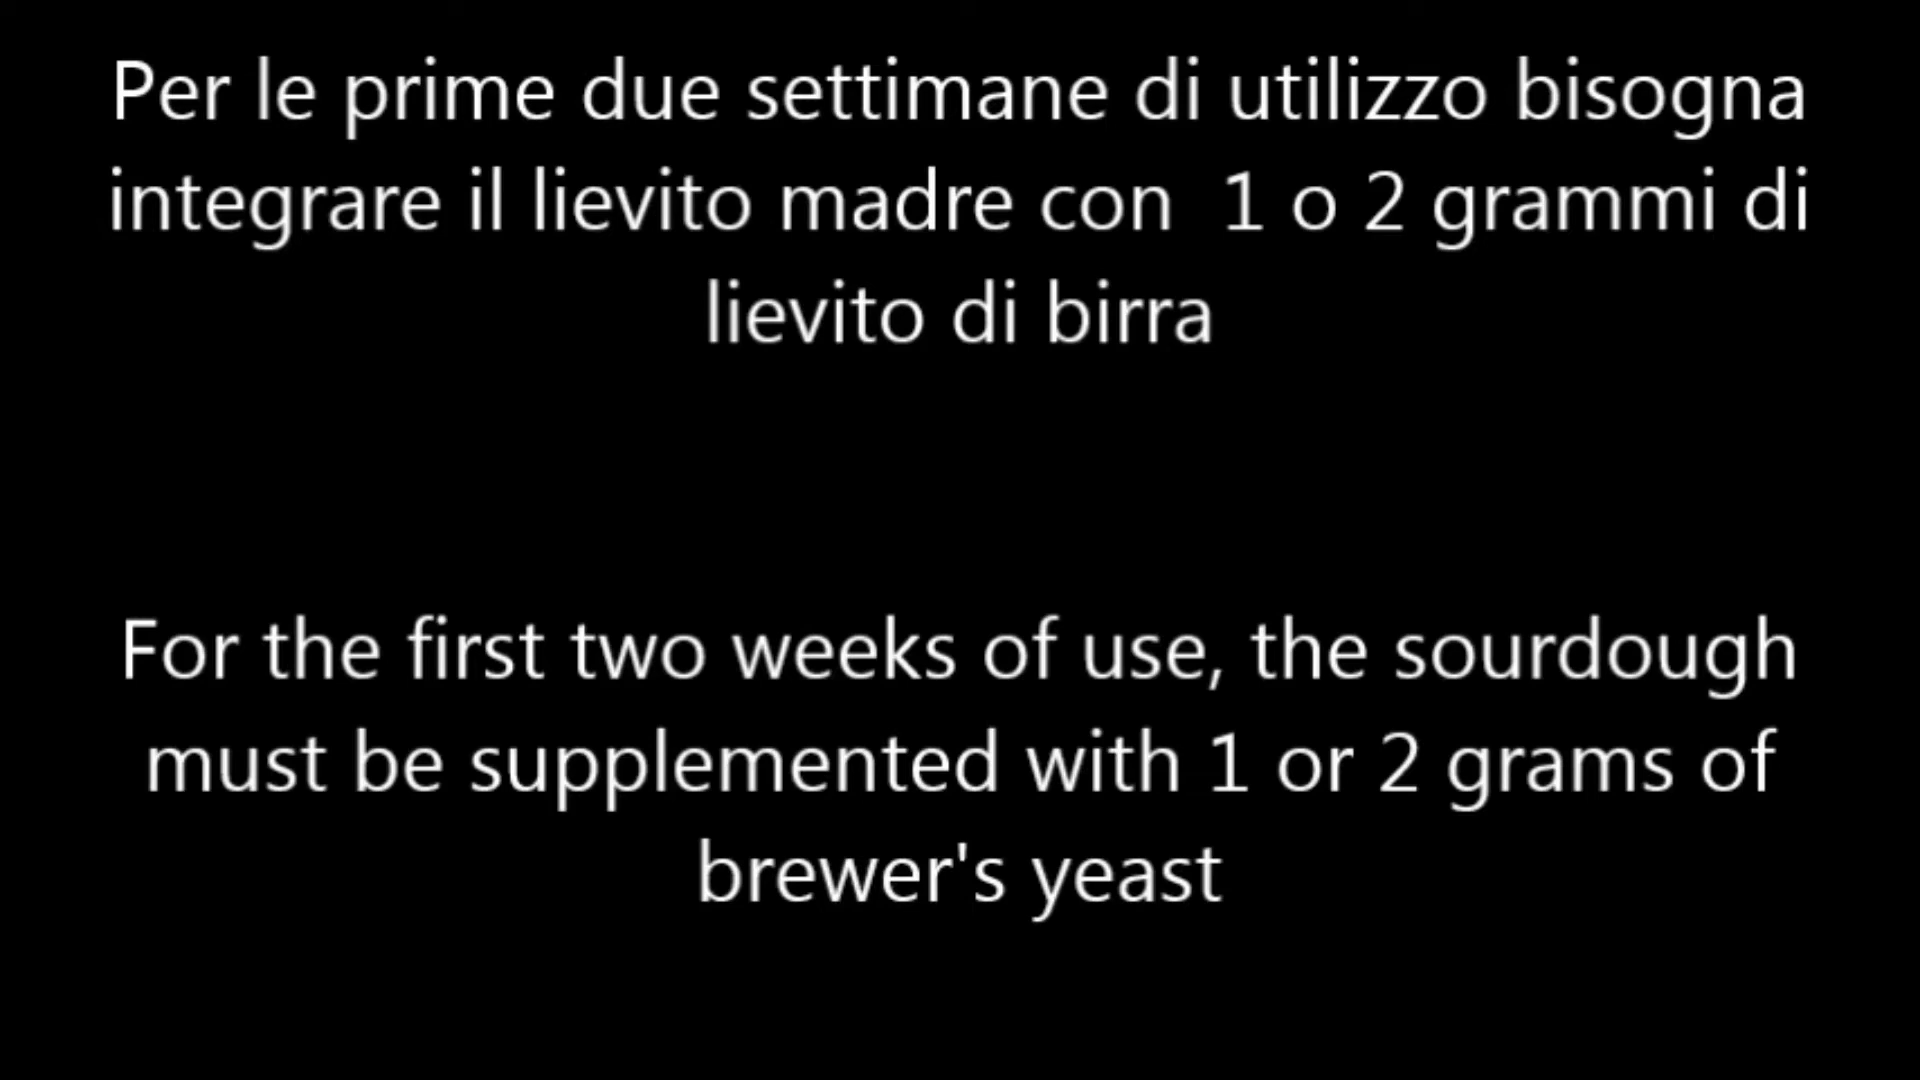 Per le prime due settimane di utilizzo bisogna
integrare il lievito madre con  1 o 2 grammi di
lievito di birra
For the first two weeks of use, the sourdough
must be supplemented with 1 or 2 grams of
brewer's yeast